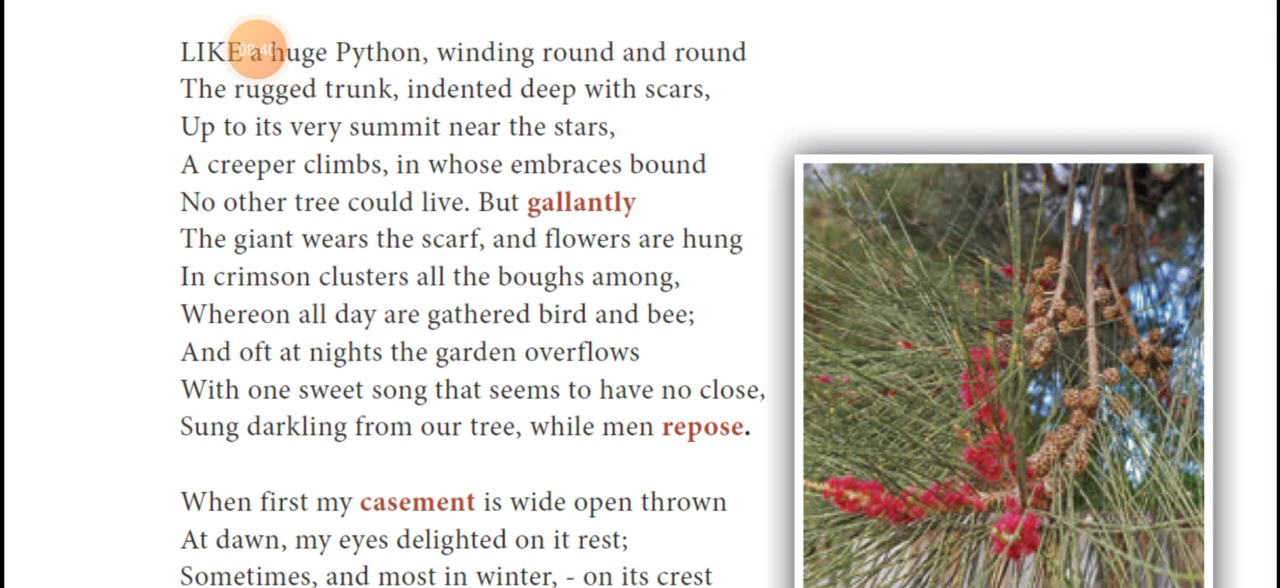 LIKE a huge Python, winding round and round
The rugged trunk, indented deep with scars,
Up to its very summit near the stars,
A creeper climbs, in whose embraces bound
No other tree could live. But gallantly
The giant wears the scarf, and flowers are hung
In crimson clusters all the boughs among,
Whereon all day are gathered bird and bee;
And oft at nights the garden overflows
With one sweet song that seems to have no close,
Sung darkling from our tree, while men repose.
When first my casement is wide open thrown
At dawn, my eyes delighted on it rest;
Sometimes, and most in winter, - on its crest
08:40